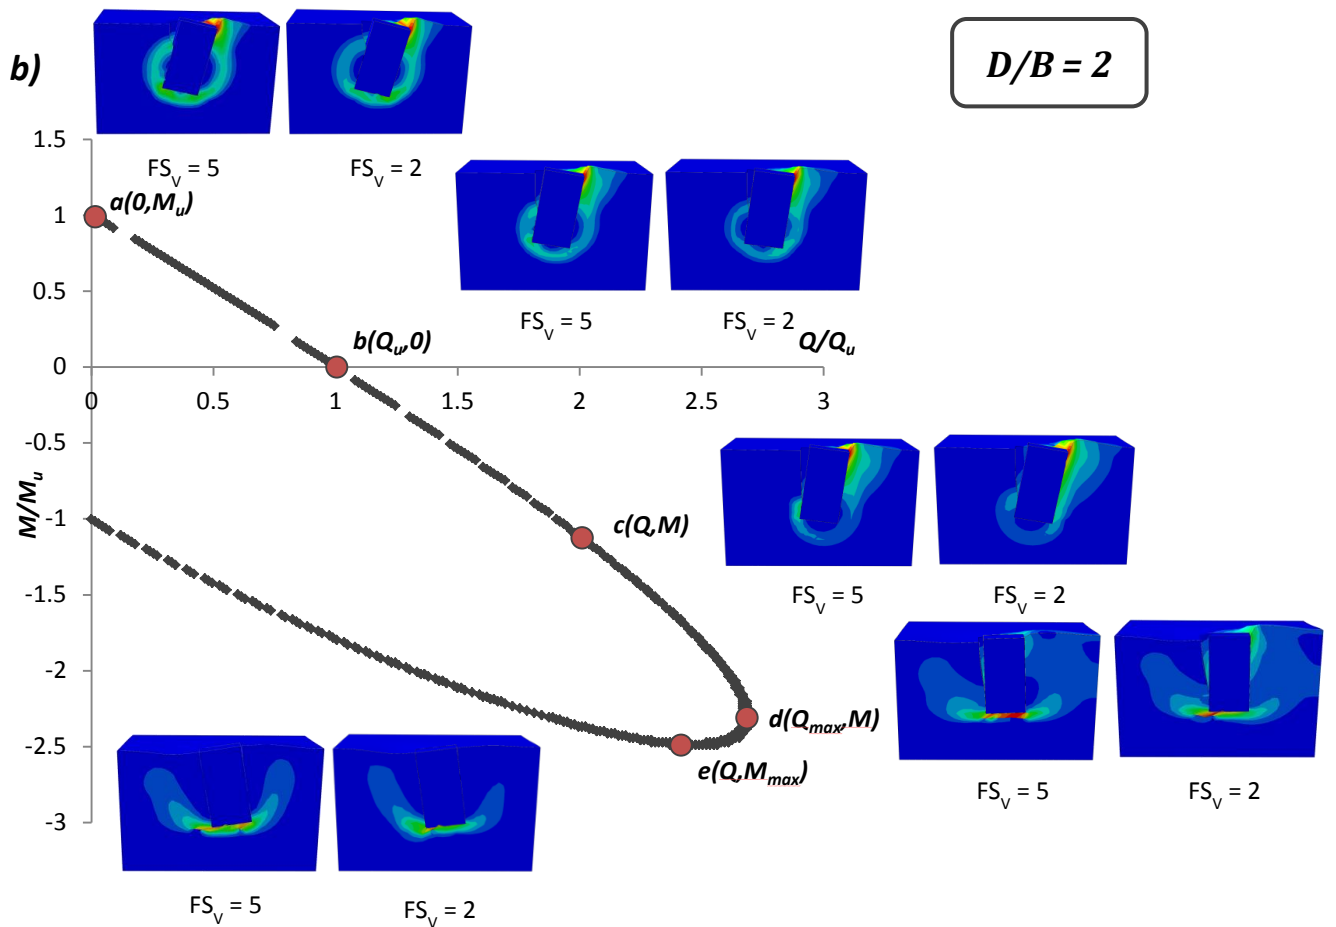 b)
D/B = 2
FS_V = 5
FS_V = 2
1.5
a(0,M_u)
1
0.5
FS_V = 5
FS_V = 2
Q/Q_u
b(Q_u,0)
0
0
0.5
1
1.5
2
2.5
3
-0.5
M/M_u
-1
c(Q,M)
FS_V = 5
FS_V = 2
-1.5
-2
d(Q_max,M)
-2.5
e(Q,M_max)
FS_V = 5
FS_V = 2
-3
FS_V = 5
FS_V = 2